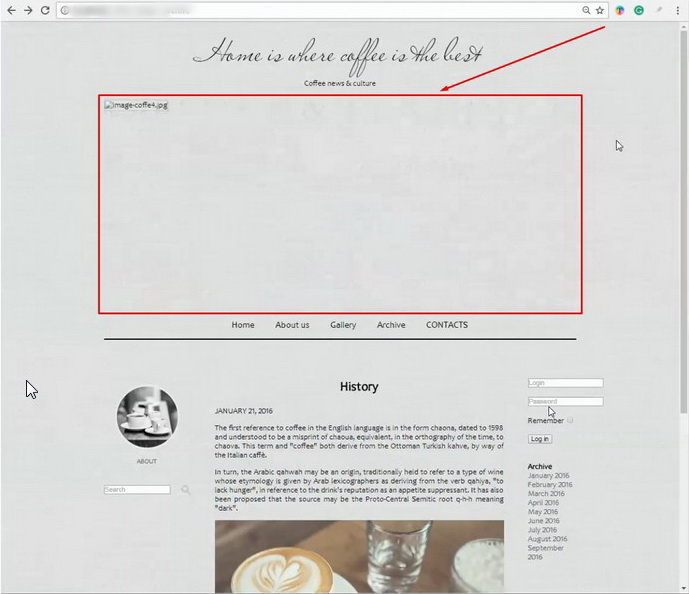 Home is where coffee is the best
Coffee news & culture
image-coffe4.jpg
Home About us Gallery Archive CONTACTS
History
JANUARY 21, 2016
The first reference to coffee in the English language is in the form chaona, dated to 1598
and understood to be a misprint of chaoua, equivalent, in the orthography of the time, to
chaova. This term and "coffee" both derive from the Ottoman Turkish kahve, by way of
the Italian caffè.
In turn, the Arabic qahwah may be an origin, traditionally held to refer to a type of wine
whose etymology is given by Arab lexicographers as deriving from the verb qahiya, "to
lack hunger", in reference to the drink's reputation as an appetite suppressant. It has also
been proposed that the source may be the Proto-Central Semitic root q-h-h meaning
"dark".
ABOUT
Search
Login
Password
Remember
Log in
Archive
January 2016
February 2016
March 2016
April 2016
May 2016
June 2016
July 2016
August 2016
September
2016